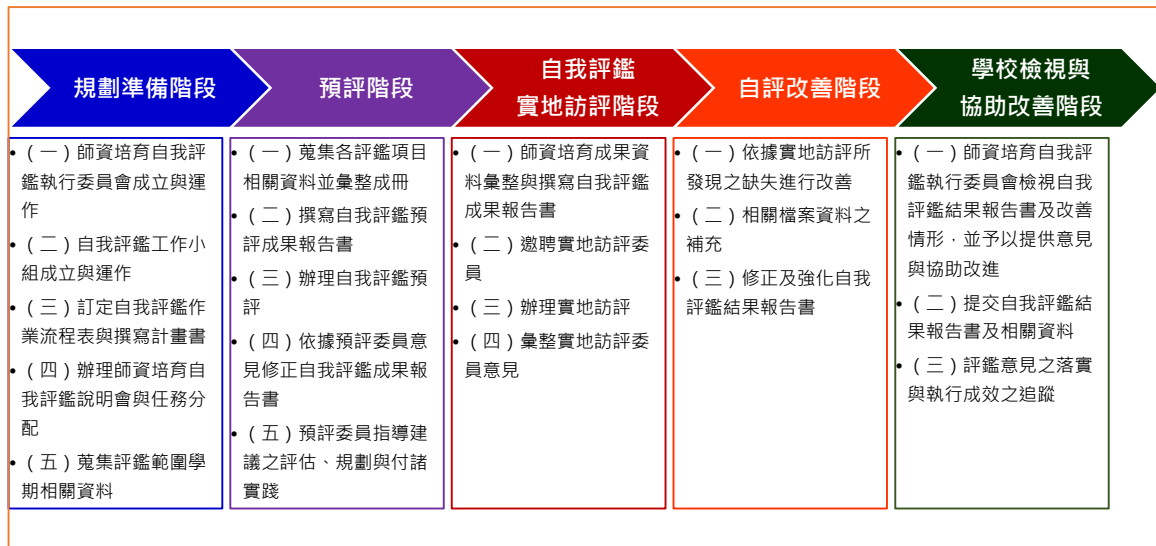 規劃準備階段
預評階段
自我評鑑
實地訪評階段
自評改善階段
學校檢視與
協助改善階段
•（一）師資培育自我評
鑑執行委員會成立與運
作
•（二）自我評鑑工作小
組成立與運作
•（三）訂定自我評鑑作
業流程表與撰寫計畫書
•（四）辦理師資培育自
我評鑑說明會與任務分
配
•（五）蒐集評鑑範圍學
期相關資料
•（一）蒐集各評鑑項目
相關資料並彙整成冊
•（二）撰寫自我評鑑預
評成果報告書
•（三）辦理自我評鑑預
評
•（四）依據預評委員意
見修正自我評鑑成果報
告書
•（五）預評委員指導建
議之評估、規劃與付諸
實踐
•（一）師資培育成果資
料彙整與撰寫自我評鑑
成果報告書
•（二）邀聘實地訪評委
員
•（三）辦理實地訪評
•（四）彙整實地訪評委
員意見
•（一）依據實地訪評所
發現之缺失進行改善
•（二）相關檔案資料之
補充
•（三）修正及強化自我
評鑑結果報告書
•（一）師資培育自我評
鑑執行委員會檢視自我
評鑑結果報告書及改善
情形，並予以提供意見
與協助改進
•（二）提交自我評鑑結
果報告書及相關資料
•（三）評鑑意見之落實
與執行成效之追蹤